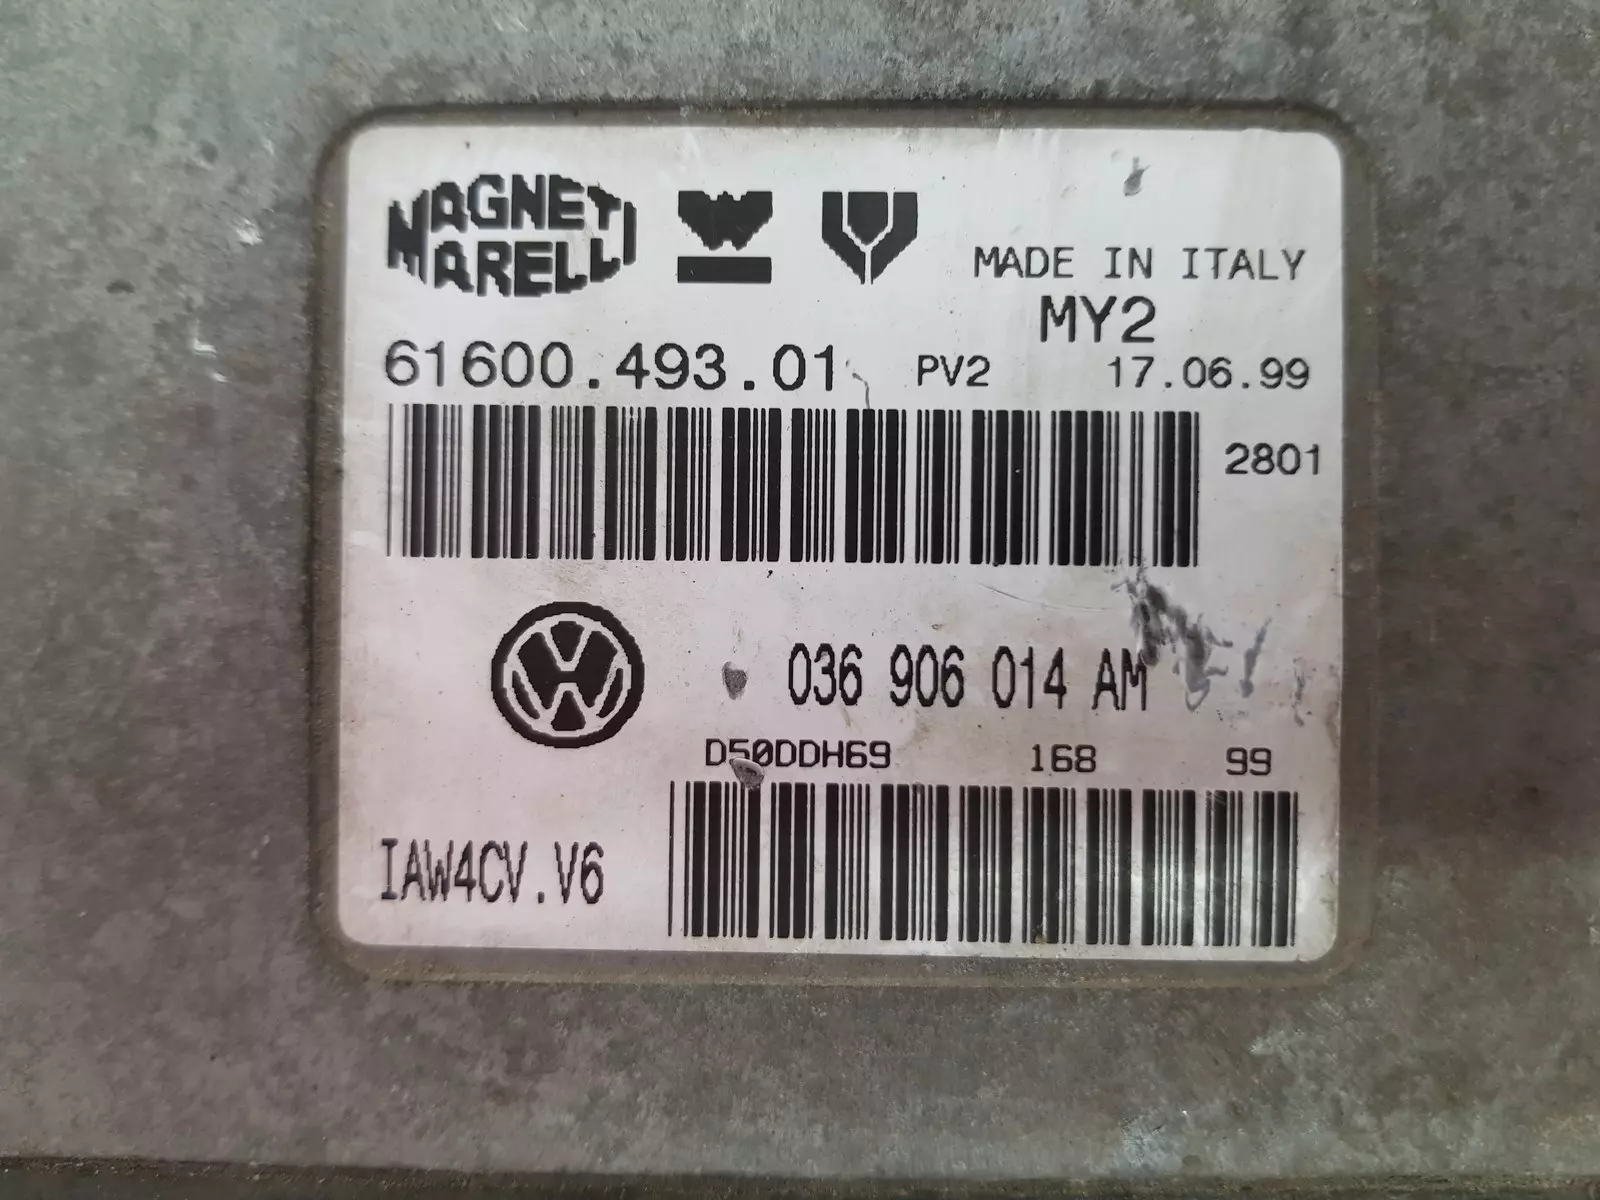 MAGNETI
MARELLI
MADE IN ITALY
MY2
61600.493.01 PV2 17.06.99
2801
036 906 014 AM
D50DDH69 168 99
IAW4CV.V6